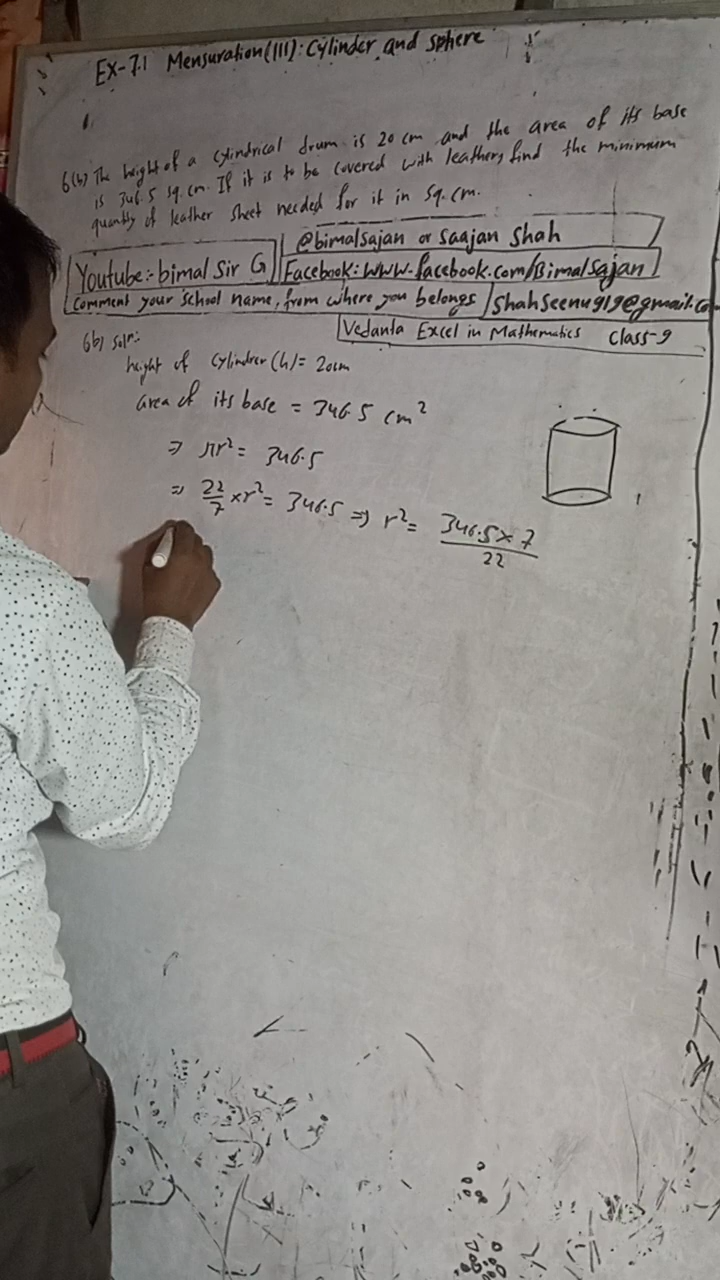 EX-7.1 Mensuration(III): Cylinder and sphere
6(b) The height of a cylindrical drum is 20 cm and the area of its base
is 346.5 sq.cm. If it is to be covered with leathers, find the minimum
quantity of leather sheet needed for it in sq.cm.
@bimalsajan or Saajan Shah
Youtube:- bimal Sir G
Facebook: www.facebook.com/Bimalsajan
Comment your school name, from where you belongs
shahseenu919@gmail.co
Vedanta Excel in Mathematics Class-9
6b) soln:
height of cylinder (h) = 20cm
area of its base = 346.5 cm²
⇒ πr² = 346.5
⇒ 22/7 × r² = 346.5 ⇒ r² = 346.5 × 7 / 22